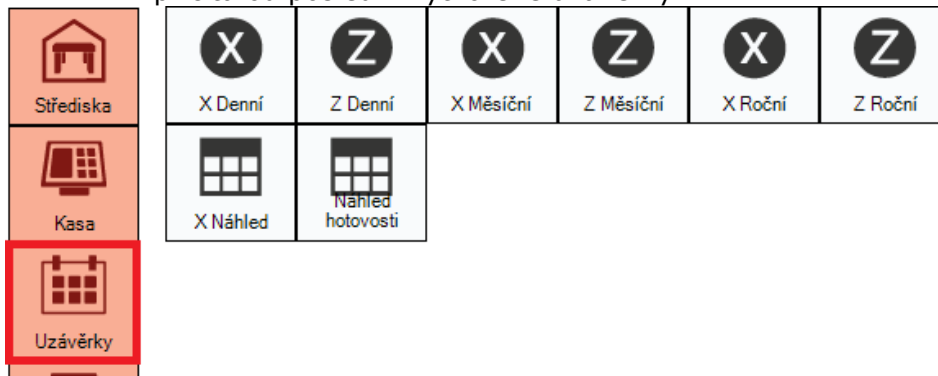 Střediska
X
X Denní
Z
Z Denní
X
X Měsíční
Z
Z Měsíční
X
X Roční
Z
Z Roční
Kasa
X Náhled
Náhled
hotovosti
Uzávěrky